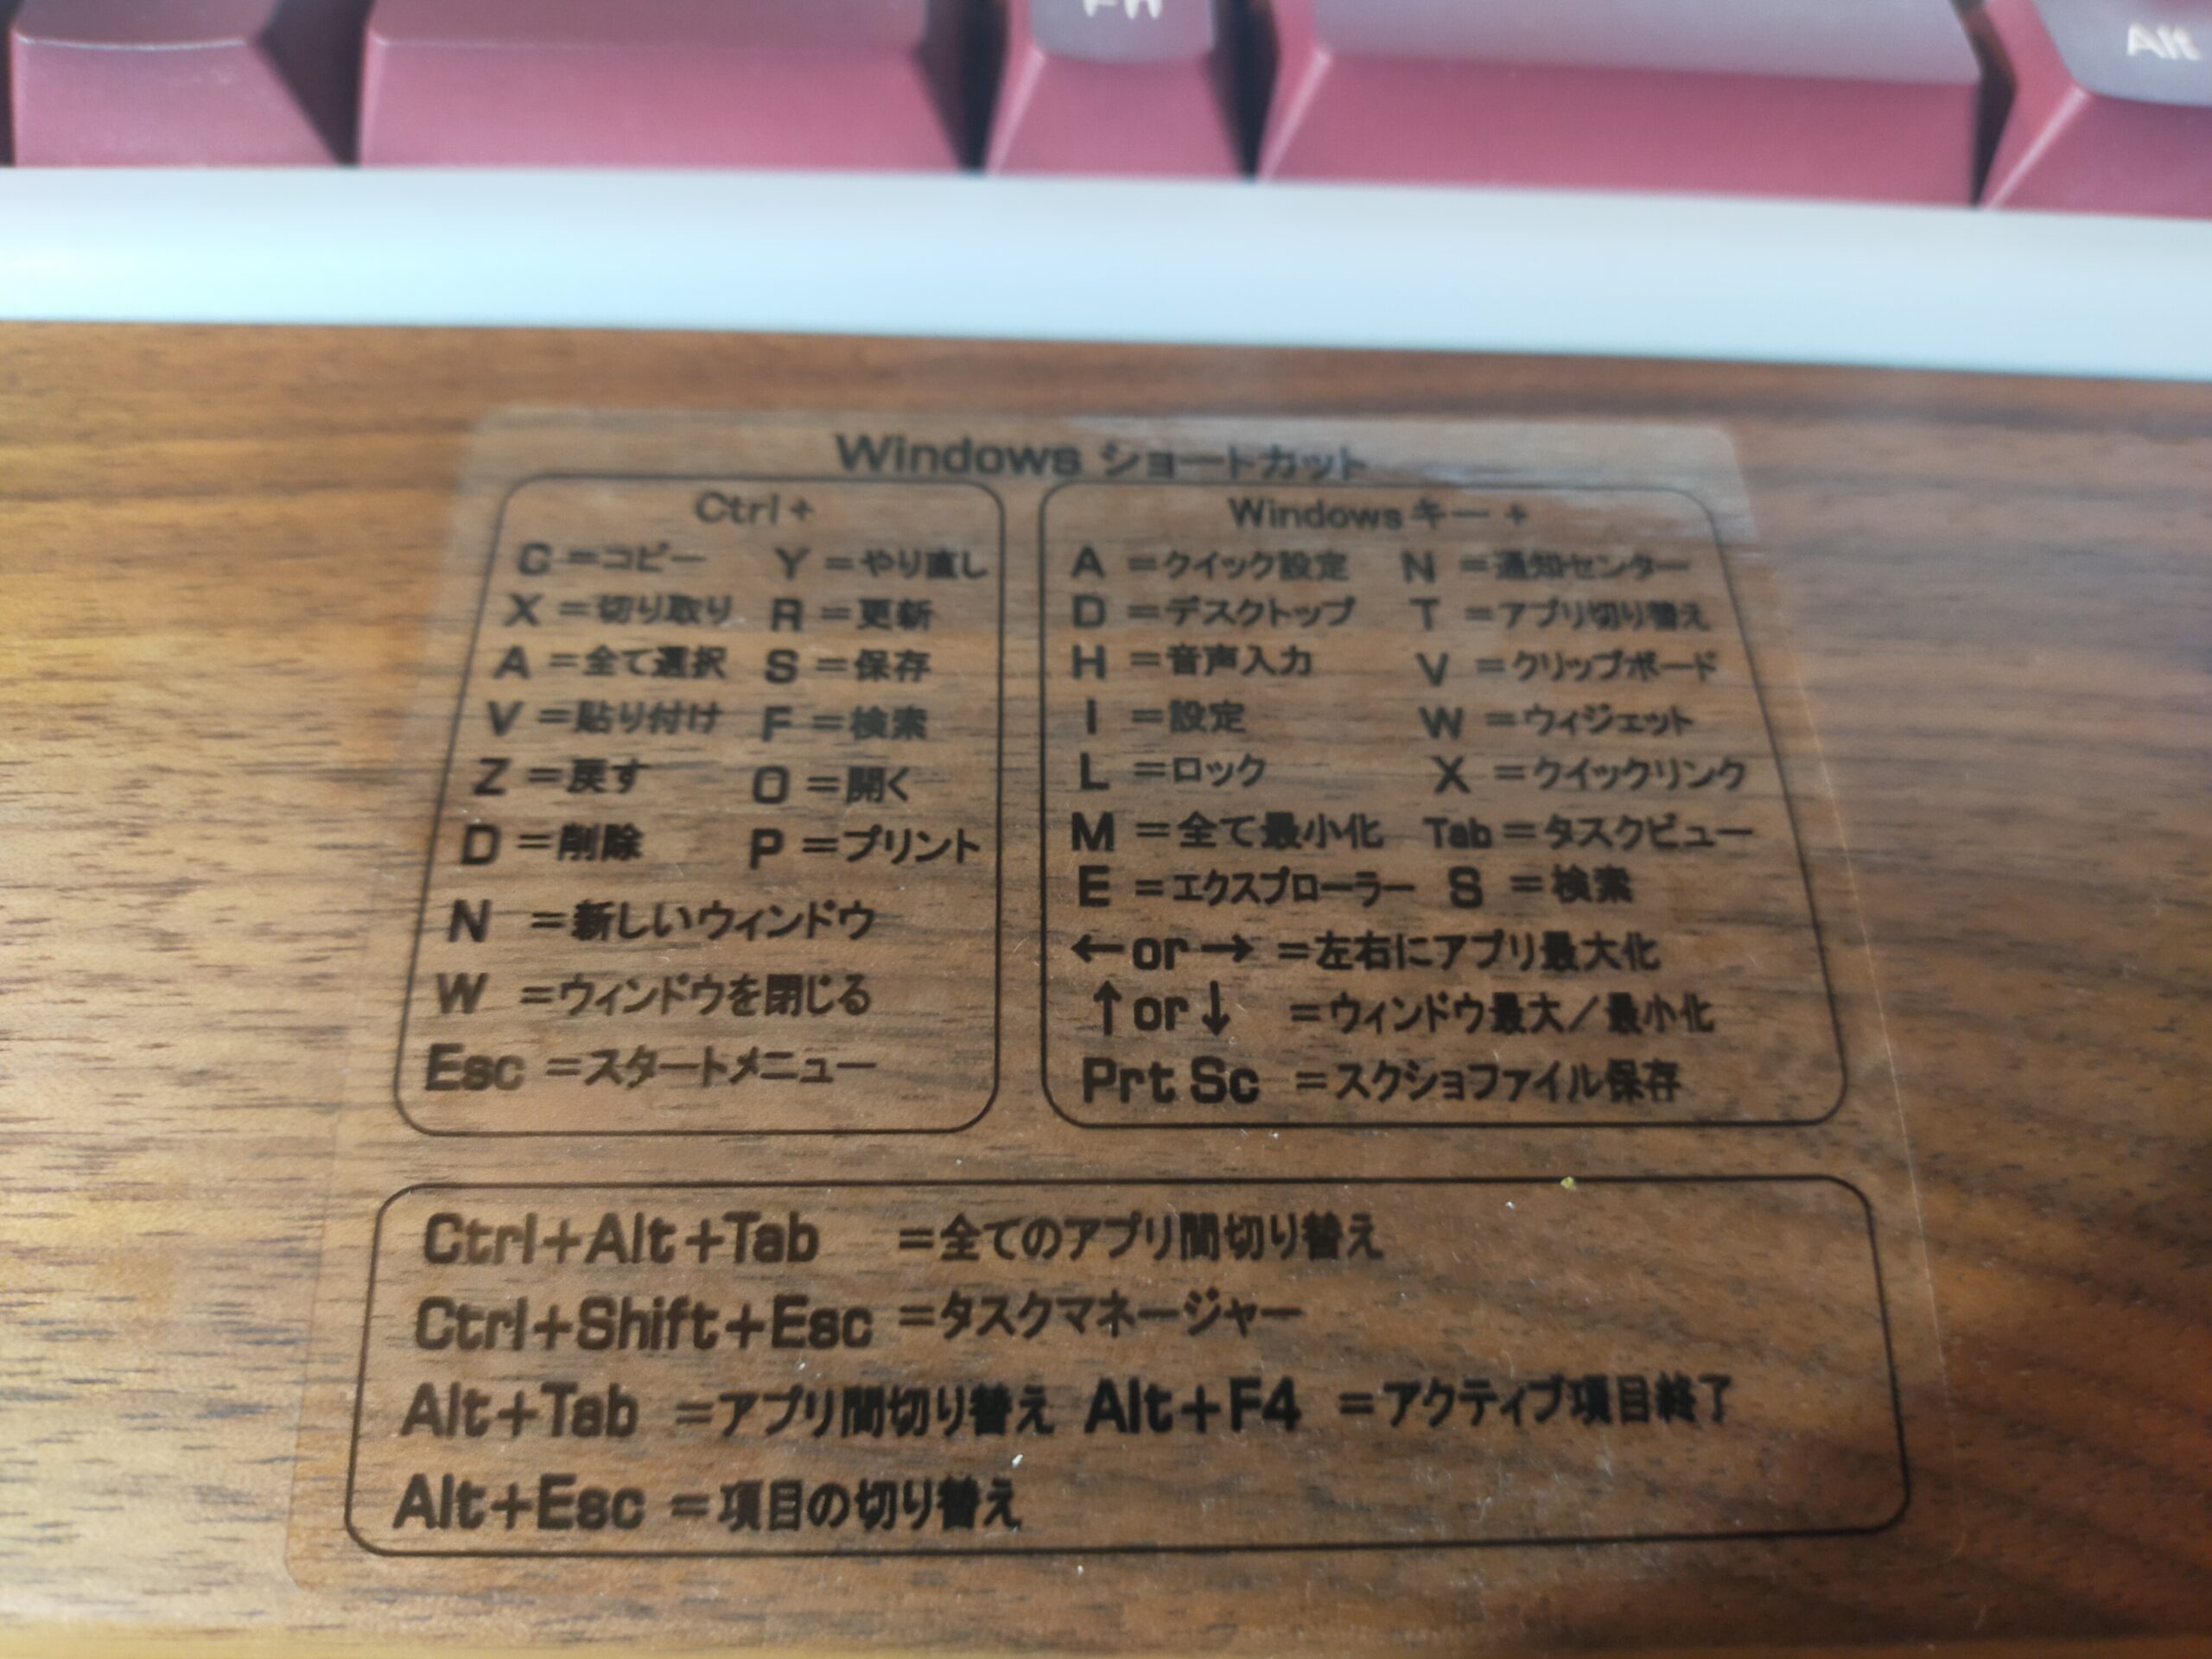 Fn
Alt
Windows ショートカット
Ctrl+
C =コピー Y =やり直し
X =切り取り R =更新
A =全て選択 S =保存
V =貼り付け F =検索
Z =戻す O =開く
D =削除 P =プリント
N =新しいウィンドウ
W =ウィンドウを閉じる
Esc =スタートメニュー
Windowsキー +
A =クイック設定 N =通知センター
D =デスクトップ T =アプリ切り替え
H =音声入力 V =クリップボード
I =設定 W =ウィジェット
L =ロック X =クイックリンク
M =全て最小化 Tab=タスクビュー
E =エクスプローラー S =検索
←or→ =左右にアプリ最大化
↑or↓ =ウィンドウ最大/最小化
Prt Sc =スクショファイル保存
Ctrl+Alt+Tab =全てのアプリ間切り替え
Ctrl+Shift+Esc =タスクマネージャー
Alt+Tab =アプリ間切り替え Alt+F4 =アクティブ項目終了
Alt+Esc =項目の切り替え